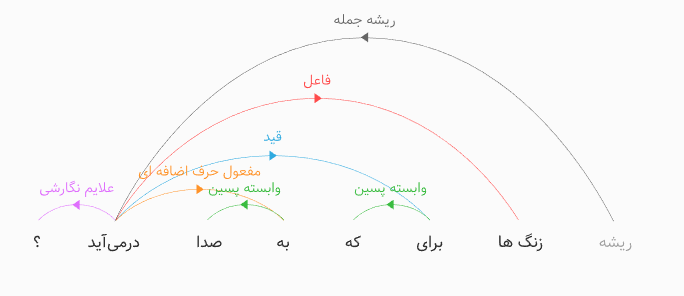 ریشه جمله
فاعل
قید
مفعول حرف اضافه ای
وابسته پسین وابسته پسین علایم نگارشی
ریشه زنگ ها برای که به صدا درمی‌آید ؟